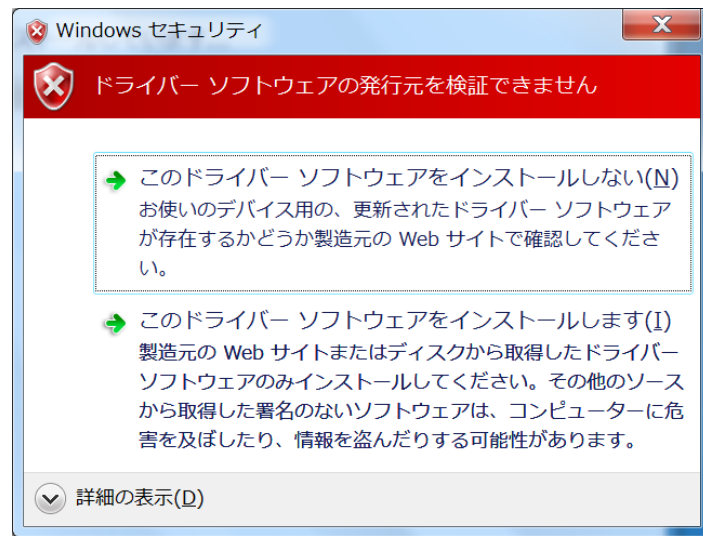 Windows セキュリティ
ドライバー ソフトウェアの発行元を検証できません
このドライバー ソフトウェアをインストールしない(N)
お使いのデバイス用の、更新されたドライバー ソフトウェア
が存在するかどうか製造元の Web サイトで確認してくださ
い。
このドライバー ソフトウェアをインストールします(I)
製造元の Web サイトまたはディスクから取得したドライバー
ソフトウェアのみインストールしてください。その他のソース
から取得した署名のないソフトウェアは、コンピューターに危
害を及ぼしたり、情報を盗んだりする可能性があります。
詳細の表示(D)